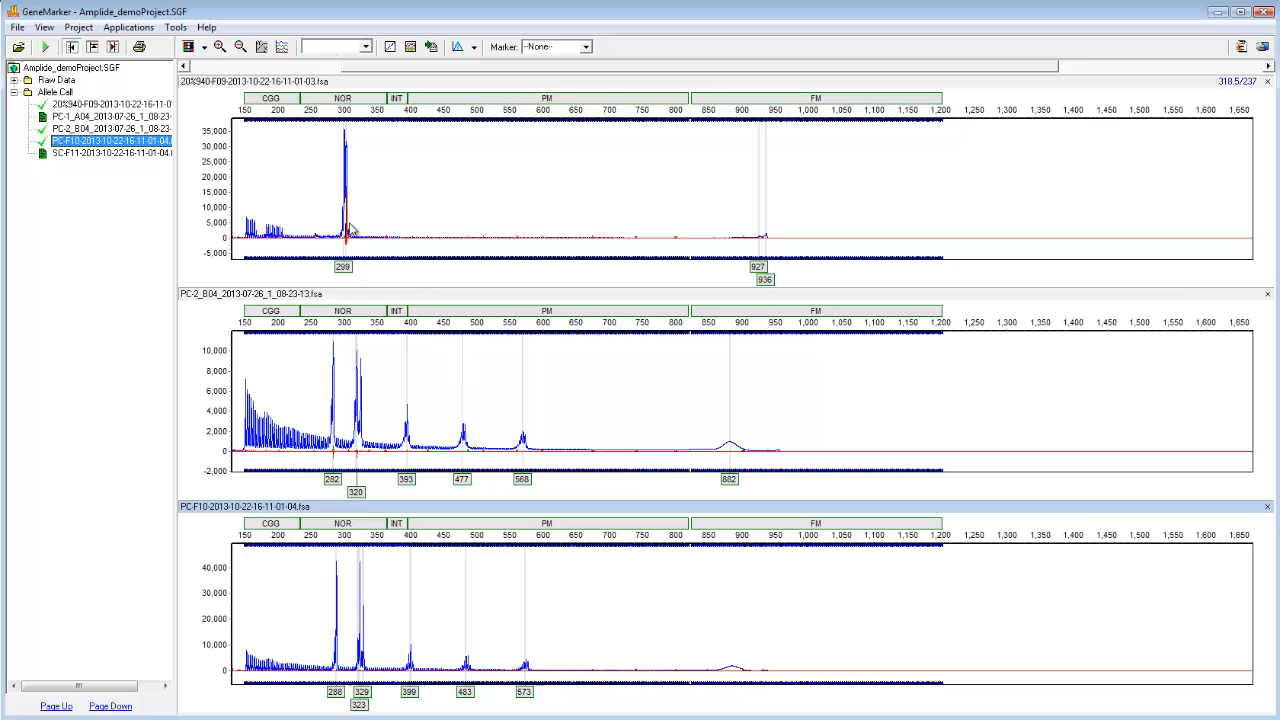 GeneMarker - Amplide_demoProject.SGF
File View Project Applications Tools Help
Marker: --None--
Amplide_demoProject.SGF
Raw Data
Allele Call
20%940-F09-2013-10-22-16-11-0
PC-1_A04_2013-07-26_1_08-23-
PC-2_B04_2013-07-26_1_08-23-
PC-F10-2013-10-22-16-11-01-04.
SC-F11-2013-10-22-16-11-01-04.f
Page Up Page Down
20%940-F09-2013-10-22-16-11-01-03.fsa 318.5/237
CGG NOR INT PM FM
150 200 250 300 350 400 450 500 550 600 650 700 750 800 850 900 950 1,000 1,050 1,100 1,150 1,200 1,250 1,300 1,350 1,400 1,450 1,500 1,550 1,600 1,650
35,000
30,000
25,000
20,000
15,000
10,000
5,000
0
-5,000
299 927
936
PC-2_B04_2013-07-26_1_08-23-13.fsa
CGG NOR INT PM FM
150 200 250 300 350 400 450 500 550 600 650 700 750 800 850 900 950 1,000 1,050 1,100 1,150 1,200 1,250 1,300 1,350 1,400 1,450 1,500 1,550 1,600 1,650
10,000
8,000
6,000
4,000
2,000
0
-2,000
282 393 477 568 882
320
PC-F10-2013-10-22-16-11-01-04.fsa
CGG NOR INT PM FM
150 200 250 300 350 400 450 500 550 600 650 700 750 800 850 900 950 1,000 1,050 1,100 1,150 1,200 1,250 1,300 1,350 1,400 1,450 1,500 1,550 1,600 1,650
40,000
30,000
20,000
10,000
0
288 329 399 483 573
323